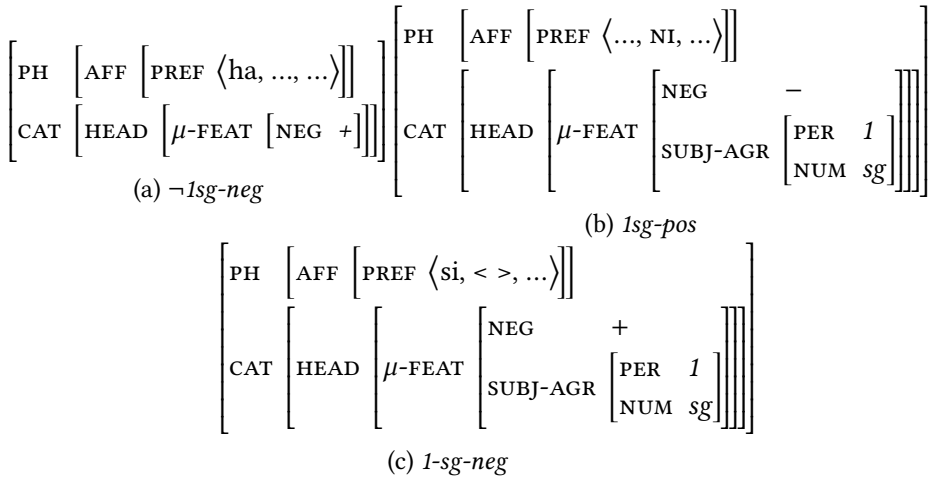 [PH [AFF [PREF ⟨ha, …, …⟩]]
CAT [HEAD [μ-FEAT [NEG +]]]]
(a) ¬1sg-neg
[PH [AFF [PREF ⟨…, NI, …⟩]]
CAT [HEAD [μ-FEAT [NEG −
SUBJ-AGR [PER 1
NUM sg]]]]]
(b) 1sg-pos
[PH [AFF [PREF ⟨si, < >, …⟩]]
CAT [HEAD [μ-FEAT [NEG +
SUBJ-AGR [PER 1
NUM sg]]]]]
(c) 1-sg-neg